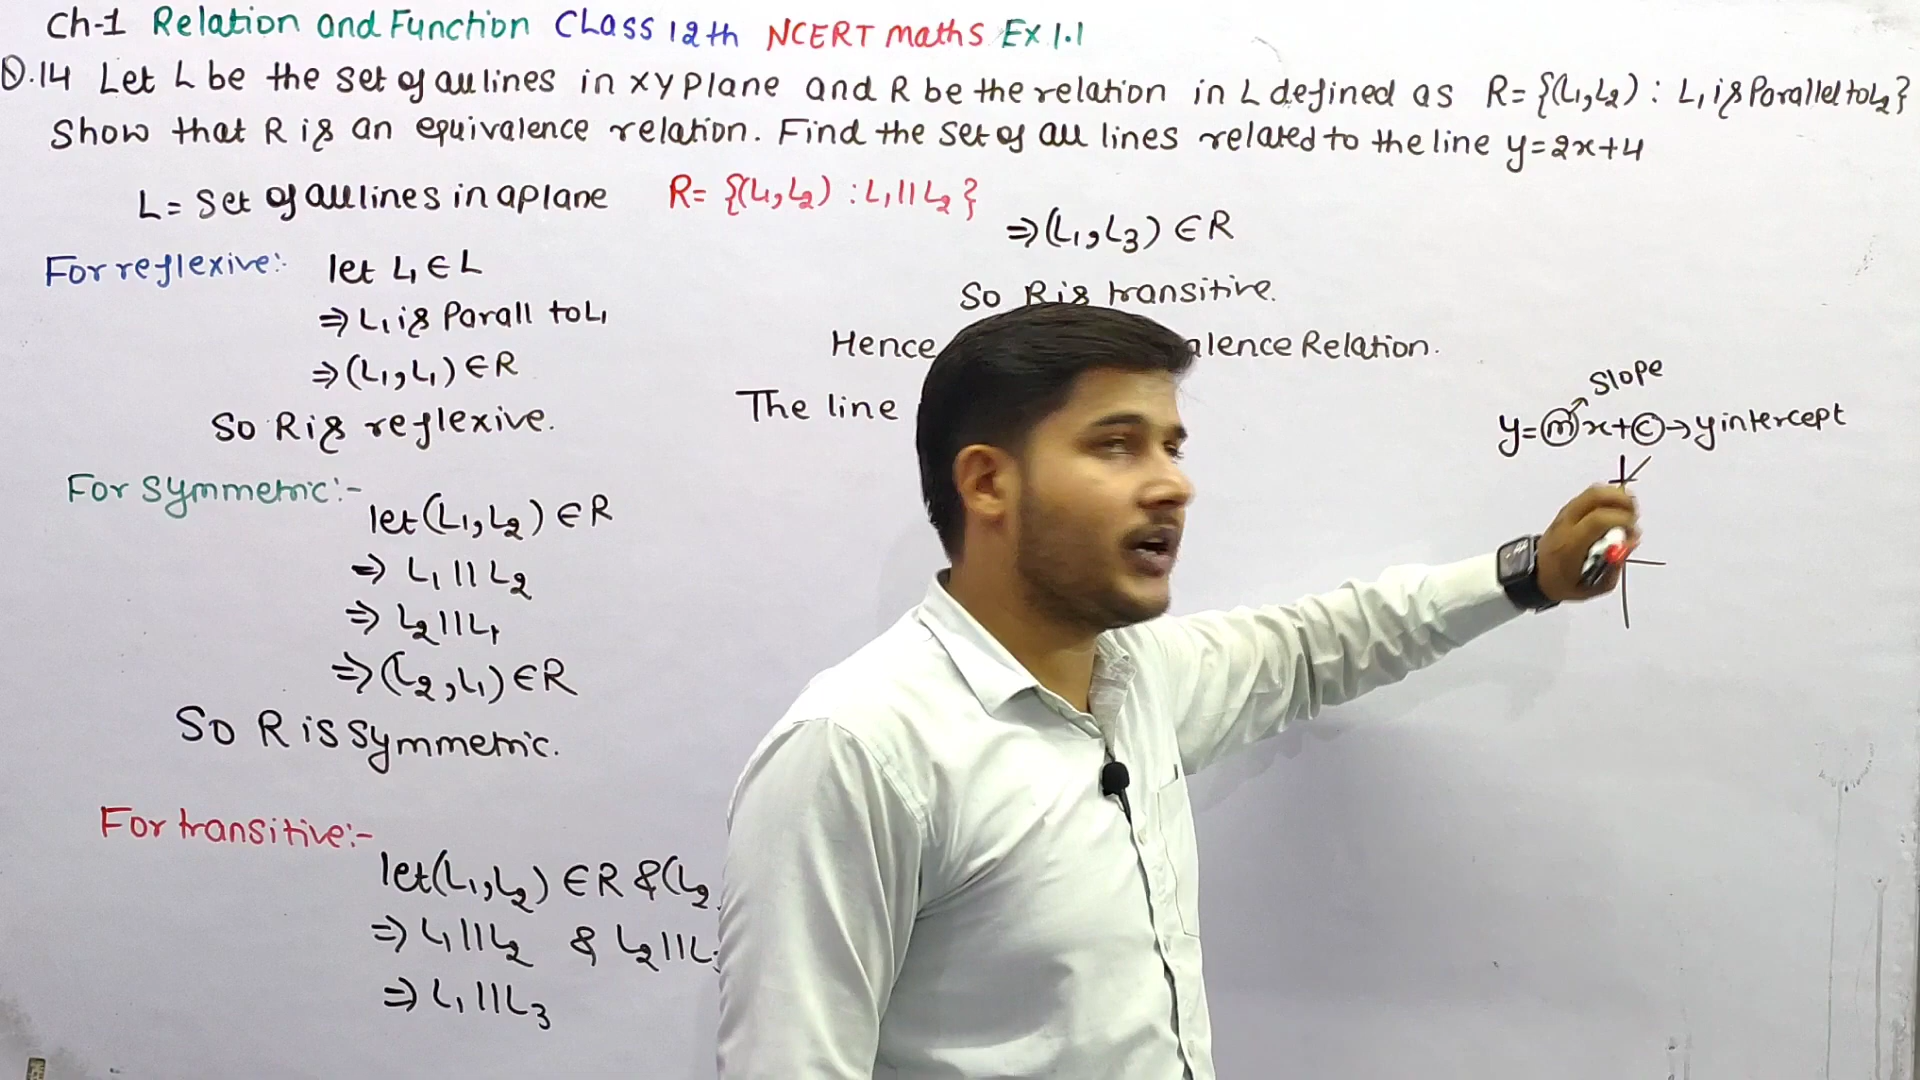 Ch-1 Relation and Function Class 12th NCERT maths Ex 1.1
Q.14 Let L be the set of all lines in xy Plane and R be the relation in L defined as R={(L₁,L₂) : L₁ is Parallel to L₂}
Show that R is an equivalence relation. Find the set of all lines related to the line y=2x+4
L= Set of all lines in a plane R= {(L₁,L₂) : L₁||L₂}
For reflexive:- let L₁∈L
⇒ L₁ is Parall to L₁
⇒(L₁,L₁)∈R
So R is reflexive.
For Symmetric:-
let(L₁,L₂)∈R
⇒ L₁||L₂
⇒ L₂||L₁
⇒(L₂,L₁)∈R
So R is Symmetric.
For transitive:-
let(L₁,L₂)∈R &(L₂
⇒ L₁||L₂ & L₂||L
⇒ L₁||L₃
⇒(L₁,L₃)∈R
So R is transitive.
Hence alence Relation.
The line
Slope
y=mx+c→y intercept